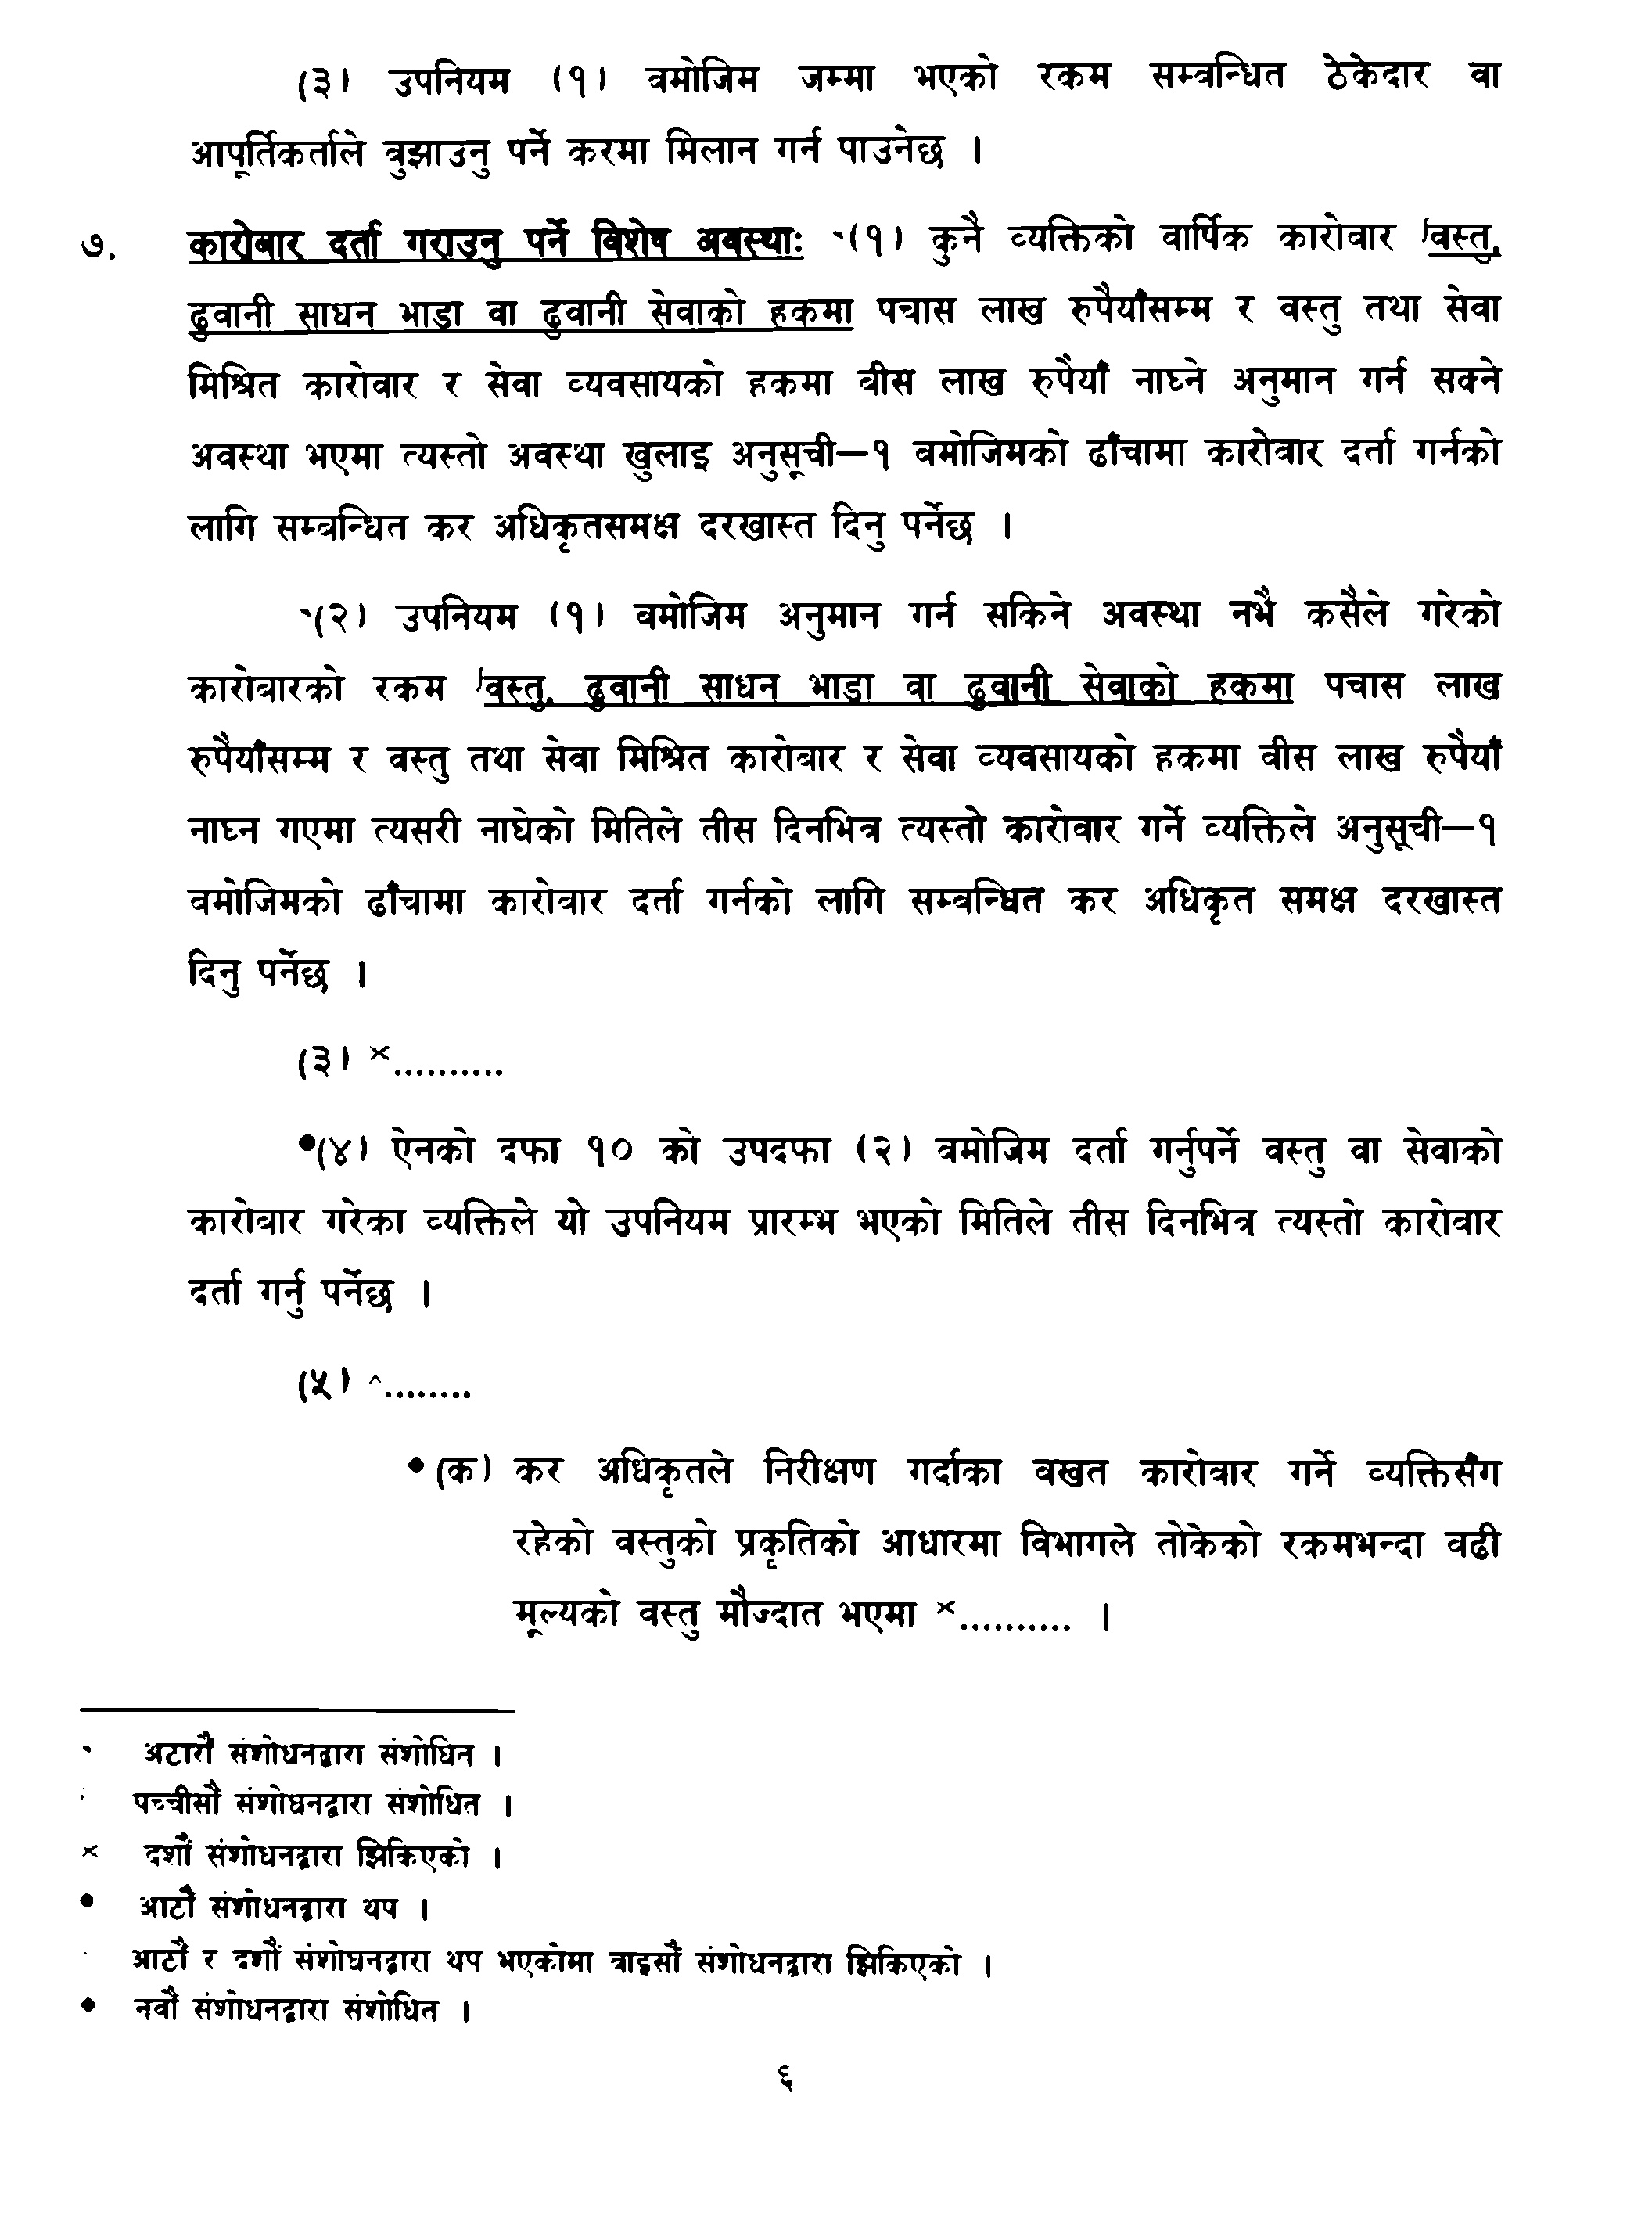 (३) उपनियम (१) बमोजिम जम्मा भएको रकम सम्बन्धित ठेकेदार वा
आपूर्तिकर्ताले बुझाउनु पर्ने करमा मिलान गर्न पाउनेछ ।
७. कारोबार दर्ता गराउनु पर्ने विशेष अवस्थाः (१) कुनै व्यक्तिको वार्षिक कारोबार वस्तु,
ढुवानी साधन भाडा वा ढुवानी सेवाको हकमा पचास लाख रुपैयाँसम्म र वस्तु तथा सेवा
मिश्रित कारोबार र सेवा व्यवसायको हकमा बीस लाख रुपैयाँ नाघ्ने अनुमान गर्न सक्ने
अवस्था भएमा त्यस्तो अवस्था खुलाइ अनुसूची–१ बमोजिमको ढाँचामा कारोबार दर्ता गर्नको
लागि सम्बन्धित कर अधिकृतसमक्ष दरखास्त दिनु पर्नेछ ।
(२) उपनियम (१) बमोजिम अनुमान गर्न सकिने अवस्था नभै कसैले गरेको
कारोबारको रकम वस्तु, ढुवानी साधन भाडा वा ढुवानी सेवाको हकमा पचास लाख
रुपैयाँसम्म र वस्तु तथा सेवा मिश्रित कारोबार र सेवा व्यवसायको हकमा बीस लाख रुपैयाँ
नाघ्न गएमा त्यसरी नाघेको मितिले तीस दिनभित्र त्यस्तो कारोबार गर्ने व्यक्तिले अनुसूची–१
बमोजिमको ढाँचामा कारोबार दर्ता गर्नको लागि सम्बन्धित कर अधिकृत समक्ष दरखास्त
दिनु पर्नेछ ।
(३) ×..........
●(४) ऐनको दफा १० को उपदफा (२) बमोजिम दर्ता गर्नुपर्ने वस्तु वा सेवाको
कारोबार गरेका व्यक्तिले यो उपनियम प्रारम्भ भएको मितिले तीस दिनभित्र त्यस्तो कारोबार
दर्ता गर्नु पर्नेछ ।
(५) ^........
◆ (क) कर अधिकृतले निरीक्षण गर्दाका बखत कारोबार गर्ने व्यक्तिसँग
रहेको वस्तुको प्रकृतिको आधारमा विभागले तोकेको रकमभन्दा बढी
मूल्यको वस्तु मौज्दात भएमा ×.......... ।
अठारौं संशोधनद्वारा संशोधित ।
पच्चीसौं संशोधनद्वारा संशोधित ।
× दशौं संशोधनद्वारा झिकिएको ।
● आठौं संशोधनद्वारा थप ।
आठौं र दशौं संशोधनद्वारा थप भएकोमा बाइसौं संशोधनद्वारा झिकिएको ।
◆ नवौं संशोधनद्वारा संशोधित ।
६